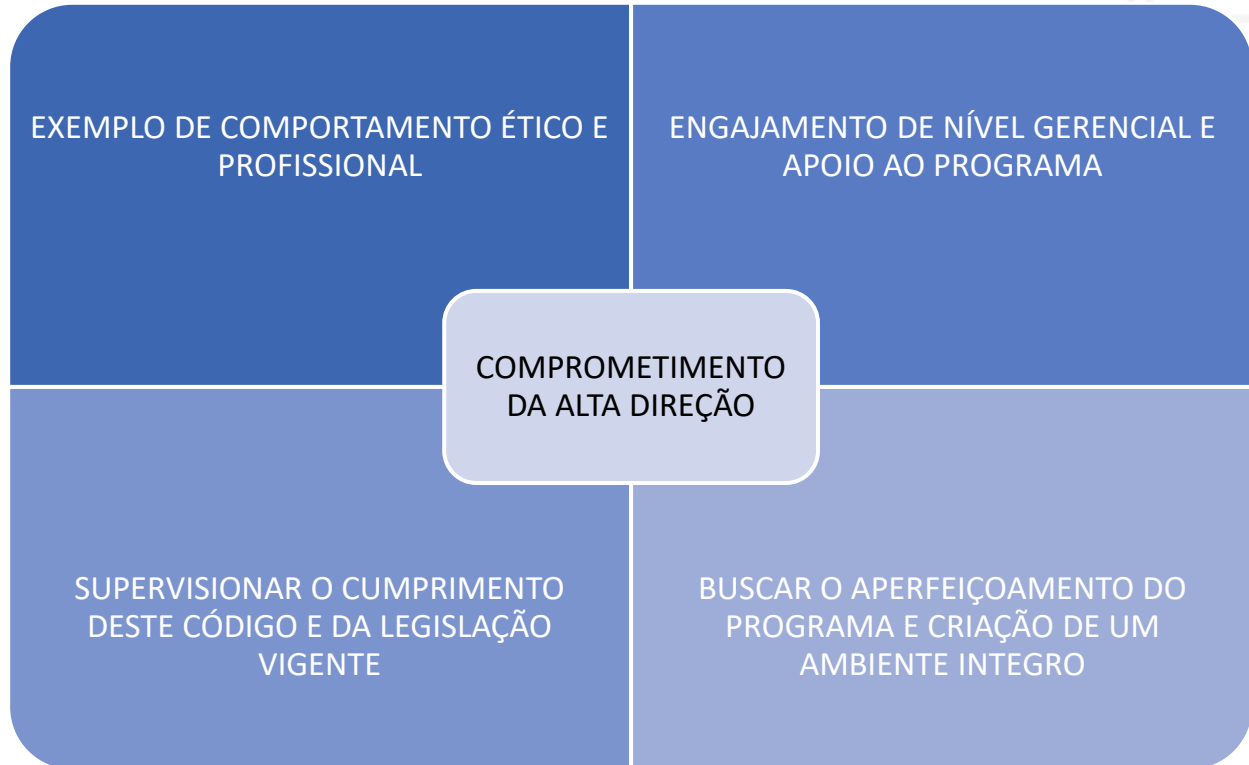 EXEMPLO DE COMPORTAMENTO ÉTICO E
PROFISSIONAL
ENGAJAMENTO DE NÍVEL GERENCIAL E
APOIO AO PROGRAMA
COMPROMETIMENTO
DA ALTA DIREÇÃO
SUPERVISIONAR O CUMPRIMENTO
DESTE CÓDIGO E DA LEGISLAÇÃO
VIGENTE
BUSCAR O APERFEIÇOAMENTO DO
PROGRAMA E CRIAÇÃO DE UM
AMBIENTE INTEGRO